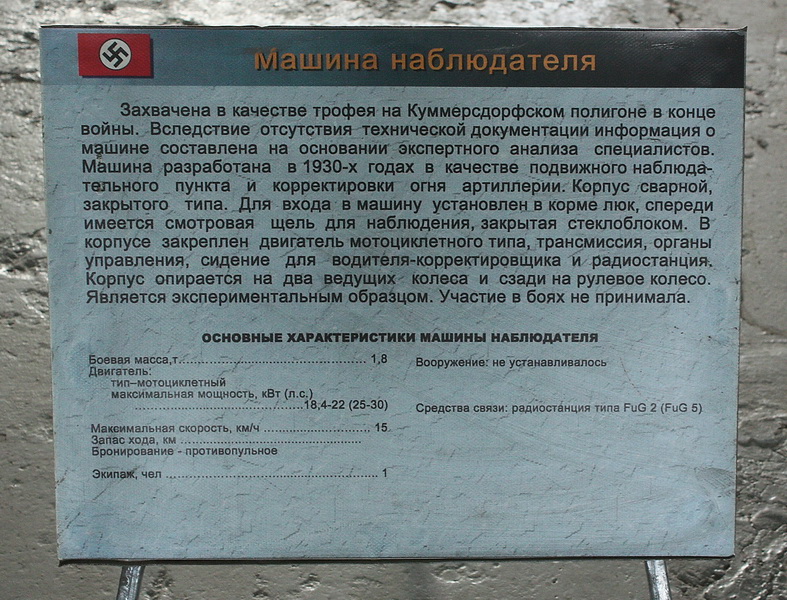 Машина наблюдателя
Захвачена в качестве трофея на Куммерсдорфском полигоне в конце
войны. Вследствие отсутствия технической документации информация о
машине составлена на основании экспертного анализа специалистов.
Машина разработана в 1930-х годах в качестве подвижного наблюда-
тельного пункта и корректировки огня артиллерии. Корпус сварной,
закрытого типа. Для входа в машину установлен в корме люк, спереди
имеется смотровая щель для наблюдения, закрытая стеклоблоком. В
корпусе закреплен двигатель мотоциклетного типа, трансмиссия, органы
управления, сидение для водителя-корректировщика и радиостанция.
Корпус опирается на два ведущих колеса и сзади на рулевое колесо.
Является экспериментальным образцом. Участие в боях не принимала.
ОСНОВНЫЕ ХАРАКТЕРИСТИКИ МАШИНЫ НАБЛЮДАТЕЛЯ
Боевая масса,т.................................................. 1,8
Двигатель:
тип–мотоциклетный
максимальная мощность, кВт (л.с.)
............................................18,4-22 (25-30)
Максимальная скорость, км/ч ............................. 15
Запас хода, км ................................................
Бронирование - противопульное
Экипаж, чел ...................................................... 1
Вооружение: не устанавливалось
Средства связи: радиостанция типа FuG 2 (FuG 5)